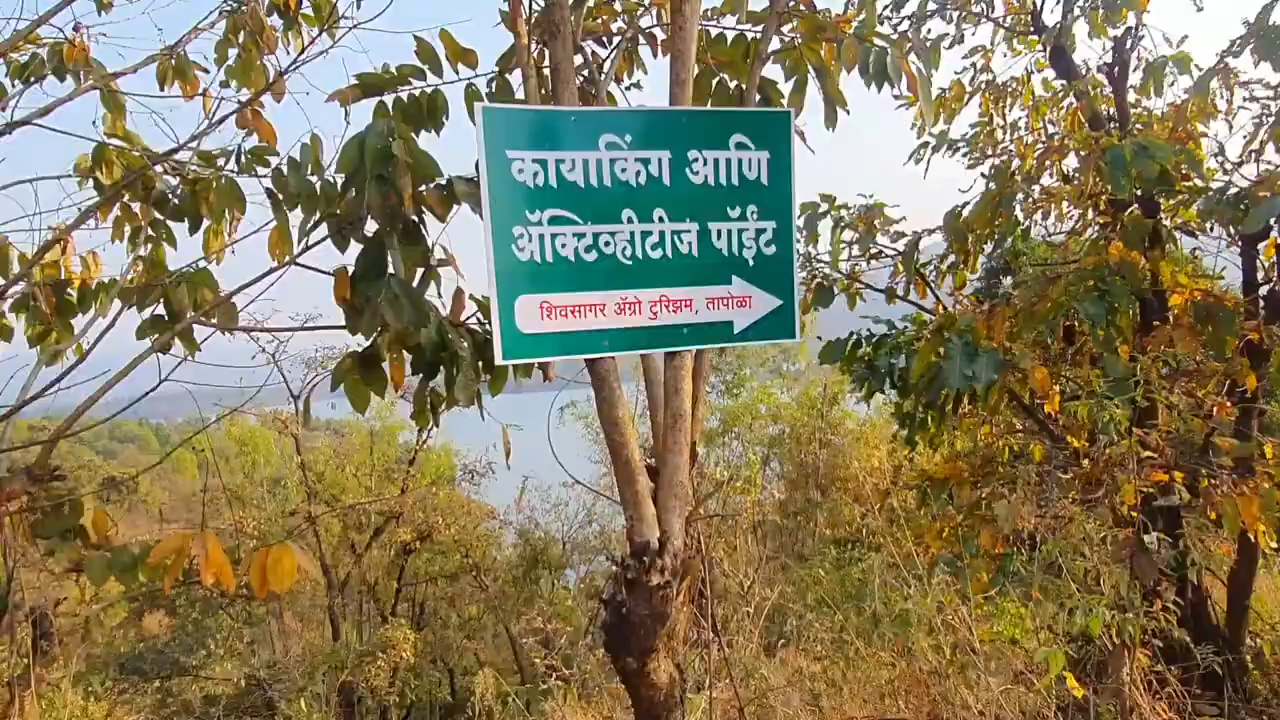 कायाकिंग आणि
ॲक्टिव्हीटीज पॉईंट
शिवसागर ॲग्रो टुरिझम, तापोळा